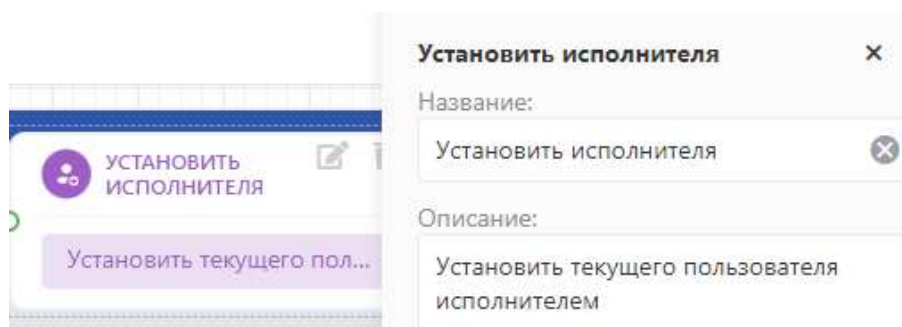 УСТАНОВИТЬ
ИСПОЛНИТЕЛЯ
Установить текущего пол...
Установить исполнителя
Название:
Установить исполнителя
Описание:
Установить текущего пользователя
исполнителем